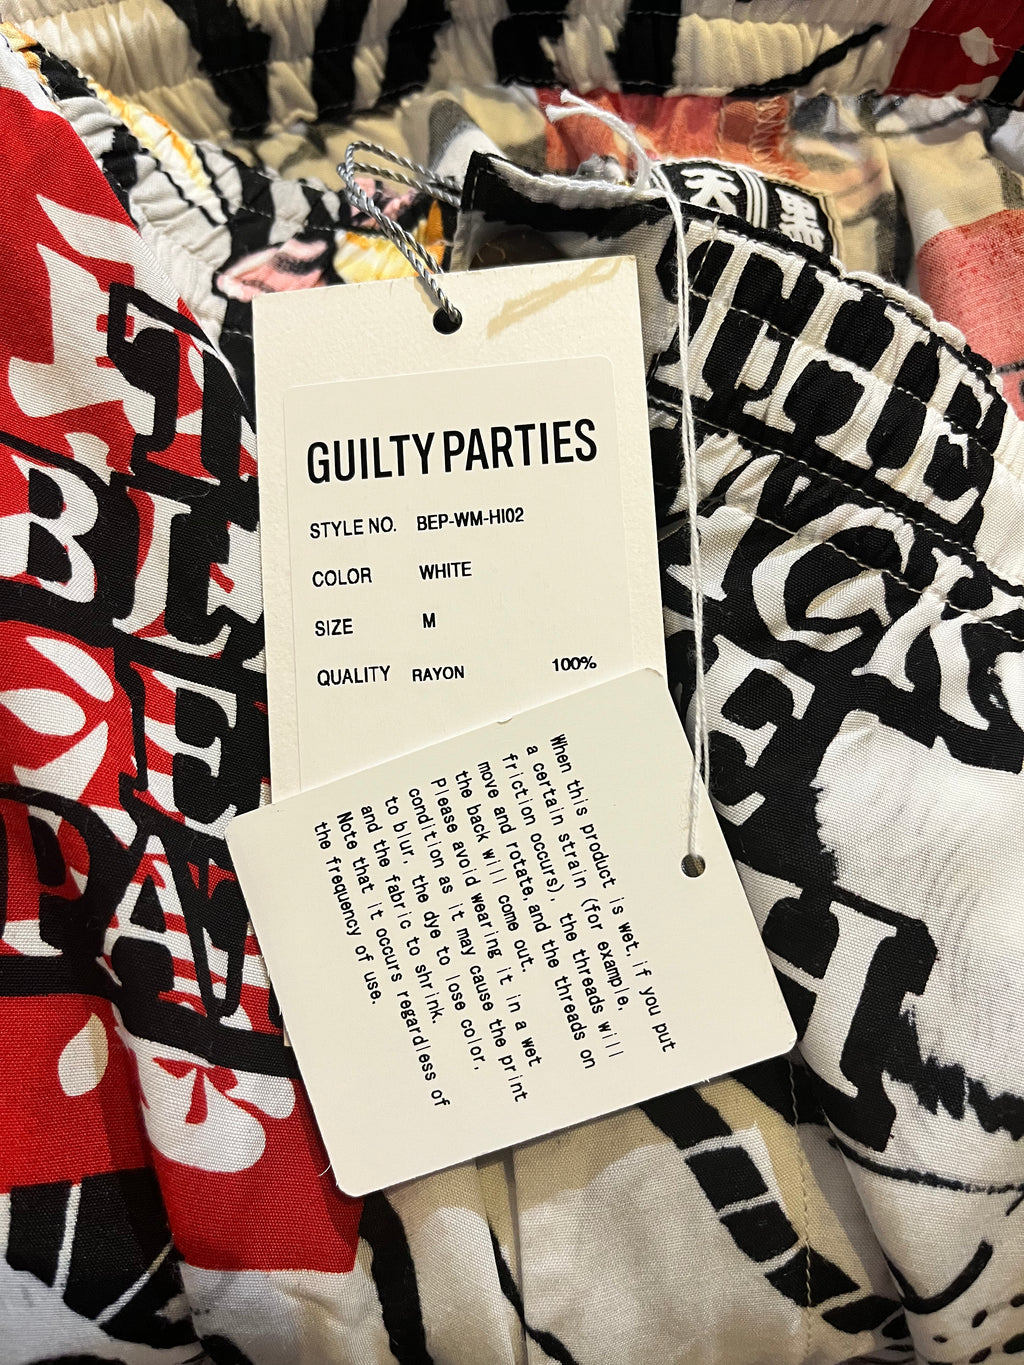 天
黒
THE
BLACK
GUILTY PARTIES
STYLE NO. BEP-WM-HI02
COLOR WHITE
SIZE M
QUALITY RAYON 100%
When this product is wet, if you put
a certain strain (for example,
friction occurs), the threads will
move and rotate, and the threads on
the back will come out.
Please avoid wearing it in a wet
condition as it may cause the print
to blur, the dye to lose color,
and the fabric to shrink.
Note that it occurs regardless of
the frequency of use.